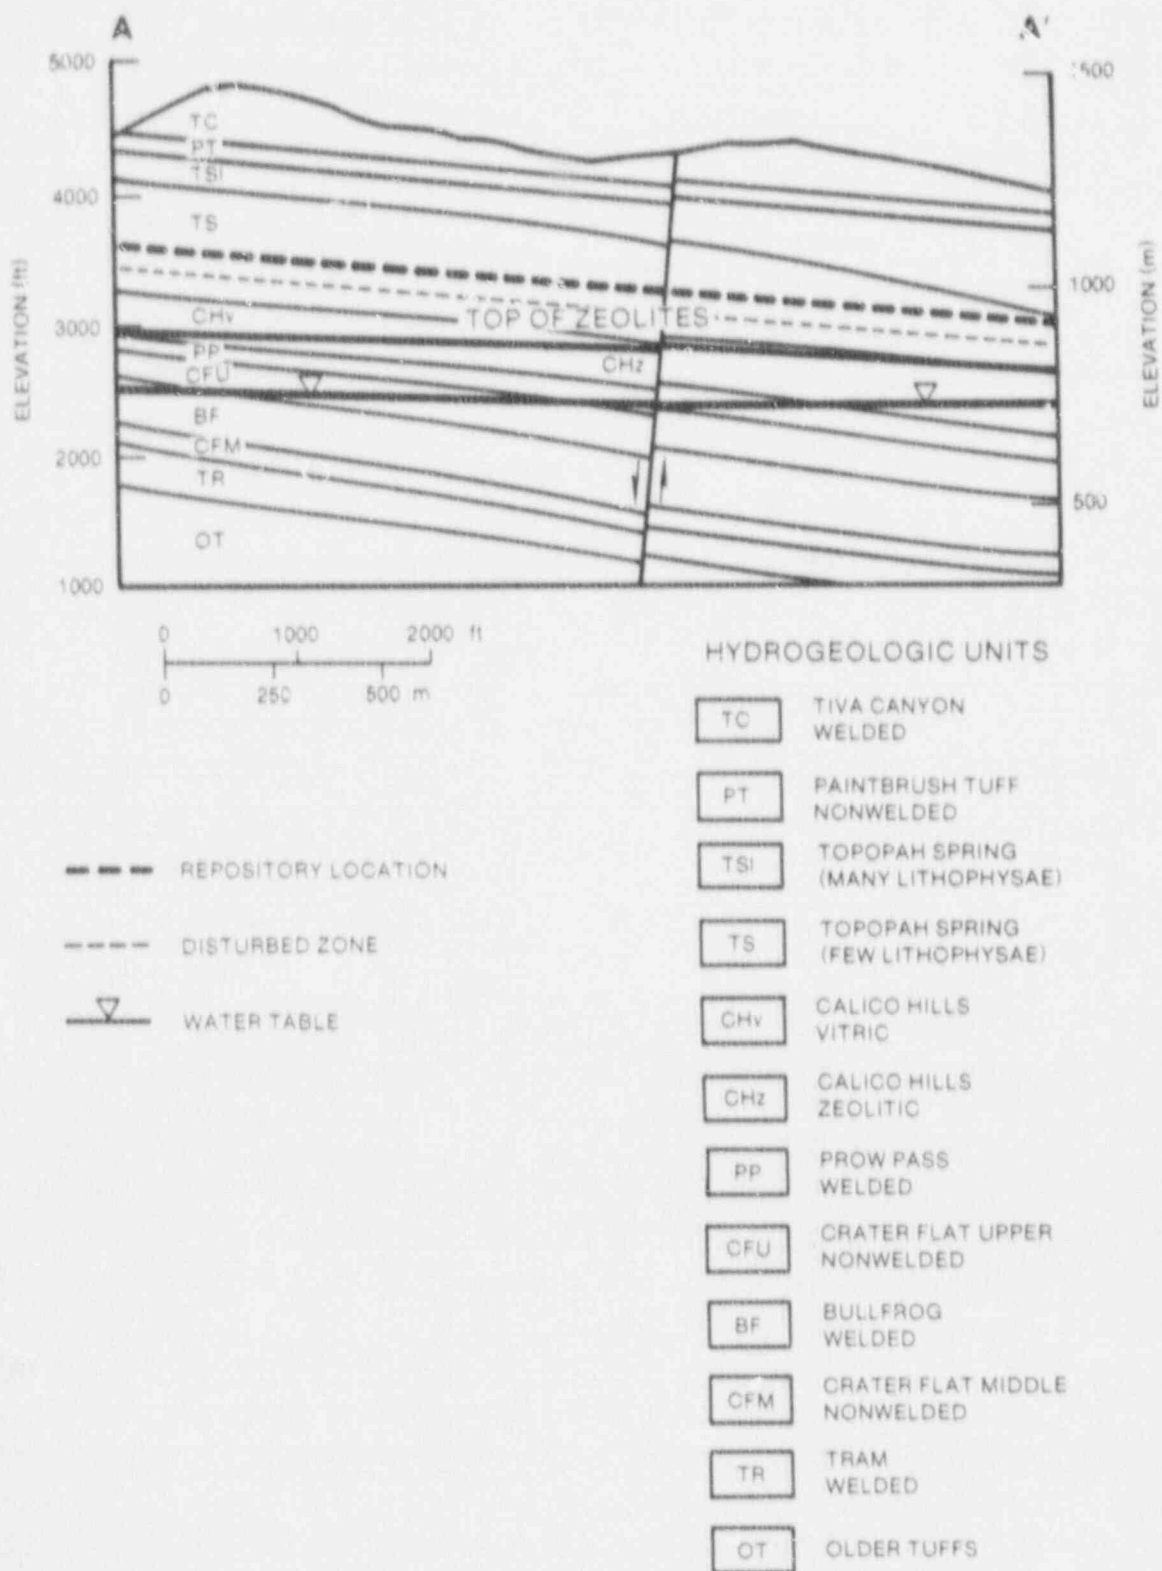 A A'
5000
4000
3000
2000
1000
ELEVATION (ft)
1500
1000
500
ELEVATION (m)
TC
PT
TSl
TS
CHv
TOP OF ZEOLITES
CHz
PP
CFU
BF
CFM
TR
OT
0 1000 2000 ft
0 250 500 m
REPOSITORY LOCATION
DISTURBED ZONE
WATER TABLE
HYDROGEOLOGIC UNITS
TC TIVA CANYON
WELDED
PT PAINTBRUSH TUFF
NONWELDED
TSl TOPOPAH SPRING
(MANY LITHOPHYSAE)
TS TOPOPAH SPRING
(FEW LITHOPHYSAE)
CHv CALICO HILLS
VITRIC
CHz CALICO HILLS
ZEOLITIC
PP PROW PASS
WELDED
CFU CRATER FLAT UPPER
NONWELDED
BF BULLFROG
WELDED
CFM CRATER FLAT MIDDLE
NONWELDED
TR TRAM
WELDED
OT OLDER TUFFS